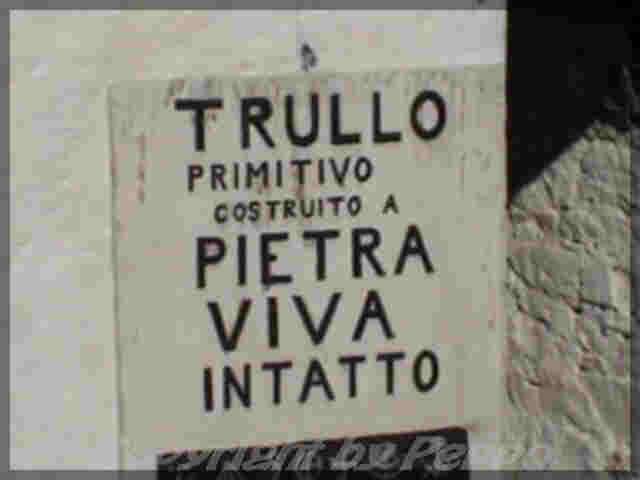 TRULLO
PRIMITIVO
COSTRUITO A
PIETRA
VIVA
INTATTO